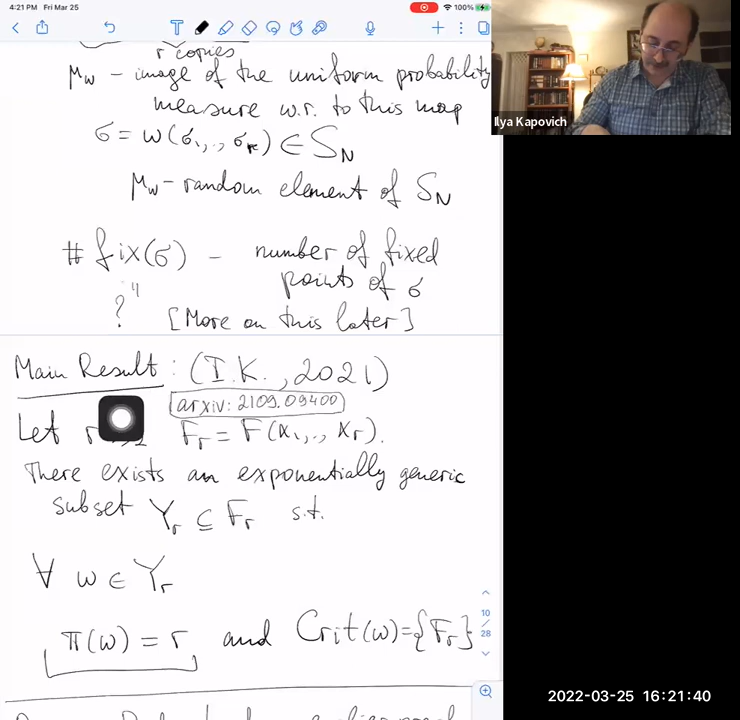 4:21 PM Fri Mar 25
100%
r copies
μw - image of the uniform probability
measure w.r. to this map
σ = w(σ1,.,σr) ∈ SN
μw - random element of SN
# fix(σ) - number of fixed
points of σ
?
[More on this later]
Main Result: (I.K., 2021)
arxiv: 2109.09400
Let r Fr = F(x1,.,xr).
There exists an exponentially generic
subset Yr ⊆ Fr s.t.
∀ w ∈ Yr
π(w) = r and Crit(w)={Fr}
10
/
28
Ilya Kapovich
2022-03-25 16:21:40